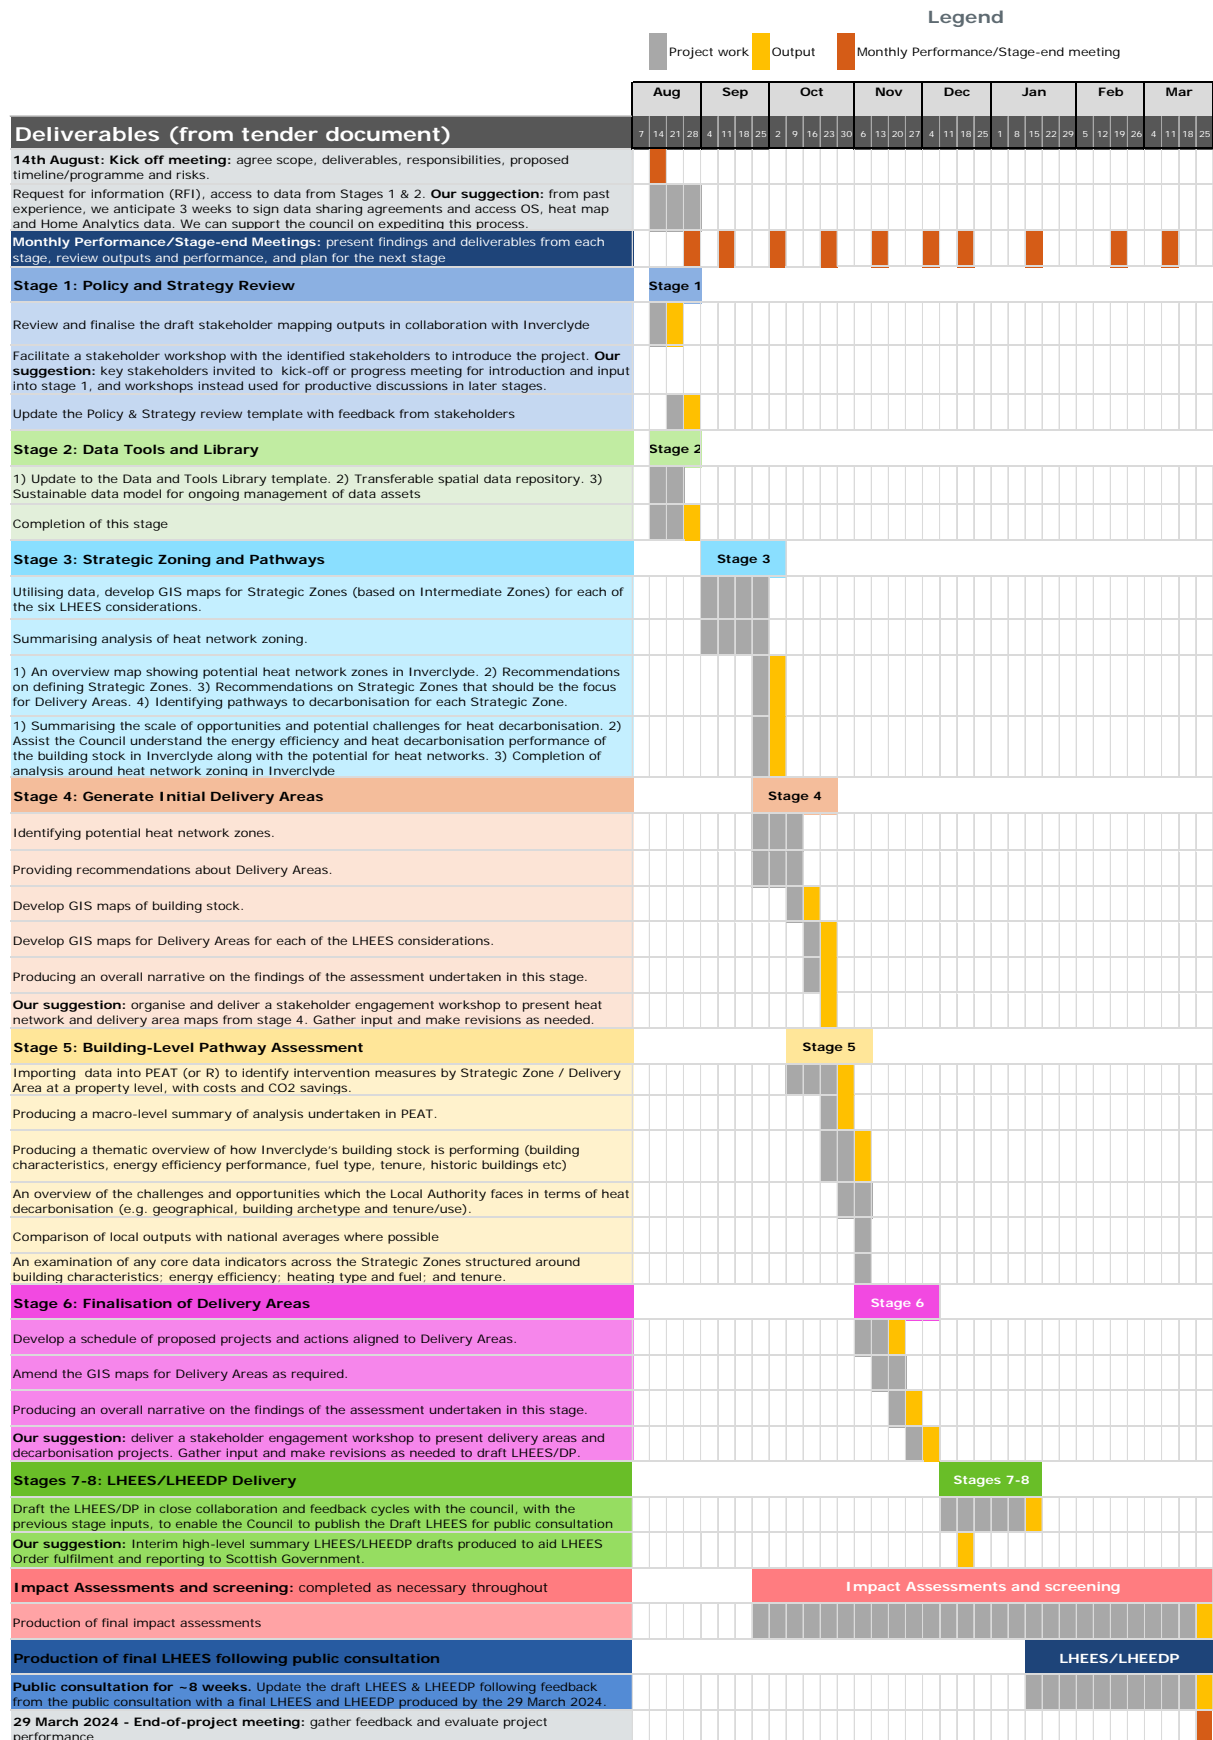 Legend
Project work Output Monthly Performance/Stage-end meeting
Aug Sep Oct Nov Dec Jan Feb Mar
Deliverables (from tender document) 7 14 21 28 4 11 18 25 2 9 16 23 30 6 13 20 27 4 11 18 25 1 8 15 22 29 5 12 19 26 4 11 18 25
14th August: Kick off meeting: agree scope, deliverables, responsibilities, proposed
timeline/programme and risks.
Request for information (RFI), access to data from Stages 1 & 2. Our suggestion: from past
experience, we anticipate 3 weeks to sign data sharing agreements and access OS, heat map
and Home Analytics data. We can support the council on expediting this process.
Monthly Performance/Stage-end Meetings: present findings and deliverables from each
stage, review outputs and performance, and plan for the next stage
Stage 1: Policy and Strategy Review Stage 1
Review and finalise the draft stakeholder mapping outputs in collaboration with Inverclyde
Facilitate a stakeholder workshop with the identified stakeholders to introduce the project. Our
suggestion: key stakeholders invited to kick-off or progress meeting for introduction and input
into stage 1, and workshops instead used for productive discussions in later stages.
Update the Policy & Strategy review template with feedback from stakeholders
Stage 2: Data Tools and Library Stage 2
1) Update to the Data and Tools Library template. 2) Transferable spatial data repository. 3)
Sustainable data model for ongoing management of data assets
Completion of this stage
Stage 3: Strategic Zoning and Pathways Stage 3
Utilising data, develop GIS maps for Strategic Zones (based on Intermediate Zones) for each of
the six LHEES considerations.
Summarising analysis of heat network zoning.
1) An overview map showing potential heat network zones in Inverclyde. 2) Recommendations
on defining Strategic Zones. 3) Recommendations on Strategic Zones that should be the focus
for Delivery Areas. 4) Identifying pathways to decarbonisation for each Strategic Zone.
1) Summarising the scale of opportunities and potential challenges for heat decarbonisation. 2)
Assist the Council understand the energy efficiency and heat decarbonisation performance of
the building stock in Inverclyde along with the potential for heat networks. 3) Completion of
analysis around heat network zoning in Inverclyde
Stage 4: Generate Initial Delivery Areas Stage 4
Identifying potential heat network zones.
Providing recommendations about Delivery Areas.
Develop GIS maps of building stock.
Develop GIS maps for Delivery Areas for each of the LHEES considerations.
Producing an overall narrative on the findings of the assessment undertaken in this stage.
Our suggestion: organise and deliver a stakeholder engagement workshop to present heat
network and delivery area maps from stage 4. Gather input and make revisions as needed.
Stage 5: Building-Level Pathway Assessment Stage 5
Importing data into PEAT (or R) to identify intervention measures by Strategic Zone / Delivery
Area at a property level, with costs and CO2 savings.
Producing a macro-level summary of analysis undertaken in PEAT.
Producing a thematic overview of how Inverclyde's building stock is performing (building
characteristics, energy efficiency performance, fuel type, tenure, historic buildings etc)
An overview of the challenges and opportunities which the Local Authority faces in terms of heat
decarbonisation (e.g. geographical, building archetype and tenure/use).
Comparison of local outputs with national averages where possible
An examination of any core data indicators across the Strategic Zones structured around
building characteristics; energy efficiency; heating type and fuel; and tenure.
Stage 6: Finalisation of Delivery Areas Stage 6
Develop a schedule of proposed projects and actions aligned to Delivery Areas.
Amend the GIS maps for Delivery Areas as required.
Producing an overall narrative on the findings of the assessment undertaken in this stage.
Our suggestion: deliver a stakeholder engagement workshop to present delivery areas and
decarbonisation projects. Gather input and make revisions as needed to draft LHEES/DP.
Stages 7-8: LHEES/LHEEDP Delivery Stages 7-8
Draft the LHEES/DP in close collaboration and feedback cycles with the council, with the
previous stage inputs, to enable the Council to publish the Draft LHEES for public consultation
Our suggestion: Interim high-level summary LHEES/LHEEDP drafts produced to aid LHEES
Order fulfilment and reporting to Scottish Government.
Impact Assessments and screening: completed as necessary throughout Impact Assessments and screening
Production of final impact assessments
Production of final LHEES following public consultation LHEES/LHEEDP
Public consultation for ~8 weeks. Update the draft LHEES & LHEEDP following feedback
from the public consultation with a final LHEES and LHEEDP produced by the 29 March 2024.
29 March 2024 - End-of-project meeting: gather feedback and evaluate project
performance